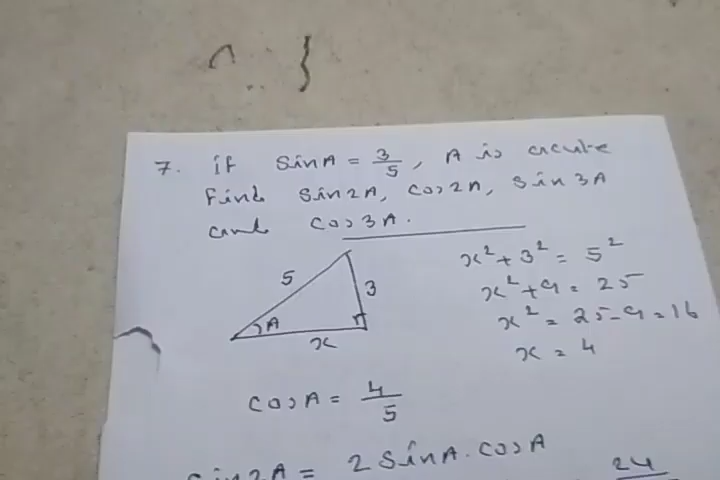 7. if sinA = 3/5, A is acute
Find sin2A, cos2A, sin3A
and cos3A.
5
3
A
x
x² + 3² = 5²
x² + 9 = 25
x² = 25-9 = 16
x = 4
cosA = 4/5
sin2A = 2 sinA. cosA
24